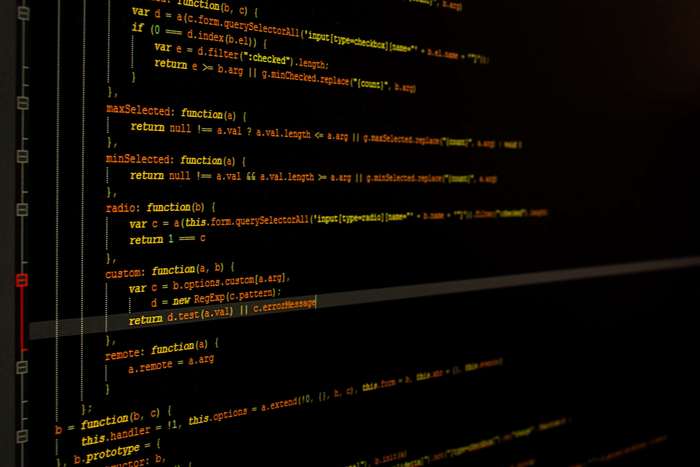 function(b, c) {
var d = a(c.form.querySelectorAll('input[type=checkbox][name="' + b.el.name + '"]'));
if (0 === d.index(b.el)) {
var e = d.filter(":checked").length;
return e >= b.arg || g.minChecked.replace("{count}", b.arg)
}
},
maxSelected: function(a) {
return null !== a.val ? a.val.length <= a.arg || g.maxSelected.replace("{count}", a.arg) : void
},
minSelected: function(a) {
return null !== a.val && a.val.length >= a.arg || g.minSelected.replace("{count}", a.arg)
},
radio: function(b) {
var c = a(this.form.querySelectorAll('input[type=radio][name="' + b.name + '"]')).filter(":checked").length
return 1 === c
},
custom: function(a, b) {
var c = b.options.custom[a.arg],
d = new RegExp(c.pattern);
return d.test(a.val) || c.errorMessage
},
remote: function(a) {
a.remote = a.arg
}
};
b = function(b, c) {
this.handler = !1, this.options = a.extend(!0, {}, h, c), this.form = b, this.xhr = {}, this.events()
}, b.prototype = {
b,